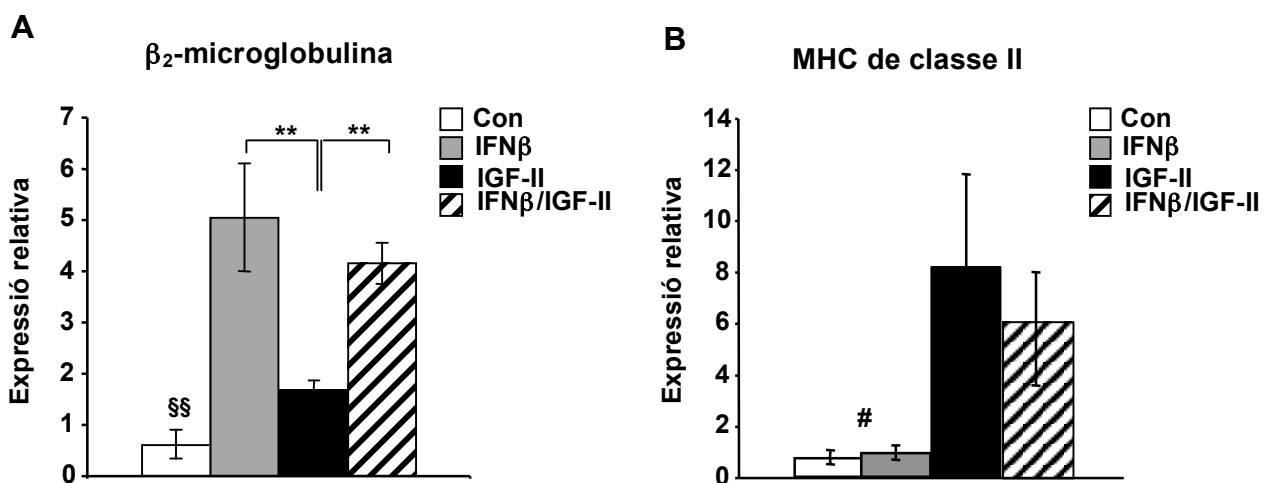 A
β₂-microglobulina
Expressió relativa
7
6
5
4
3
2
1
0
§§
**
**
Con
IFNβ
IGF-II
IFNβ/IGF-II
B
MHC de classe II
Expressió relativa
14
12
10
8
6
4
2
0
#
Con
IFNβ
IGF-II
IFNβ/IGF-II